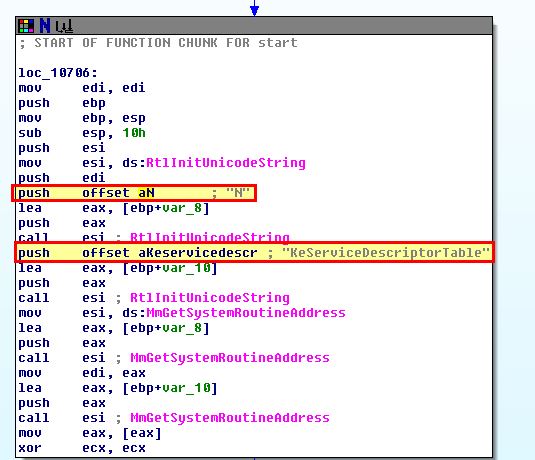 N
; START OF FUNCTION CHUNK FOR start
loc_10706:
mov edi, edi
push ebp
mov ebp, esp
sub esp, 10h
push esi
mov esi, ds:RtlInitUnicodeString
push edi
push offset aN ; "N"
lea eax, [ebp+var_8]
push eax
call esi ; RtlInitUnicodeString
push offset aKeservicedescr ; "KeServiceDescriptorTable"
lea eax, [ebp+var_10]
push eax
call esi ; RtlInitUnicodeString
mov esi, ds:MmGetSystemRoutineAddress
lea eax, [ebp+var_8]
push eax
call esi ; MmGetSystemRoutineAddress
mov edi, eax
lea eax, [ebp+var_10]
push eax
call esi ; MmGetSystemRoutineAddress
mov eax, [eax]
xor ecx, ecx